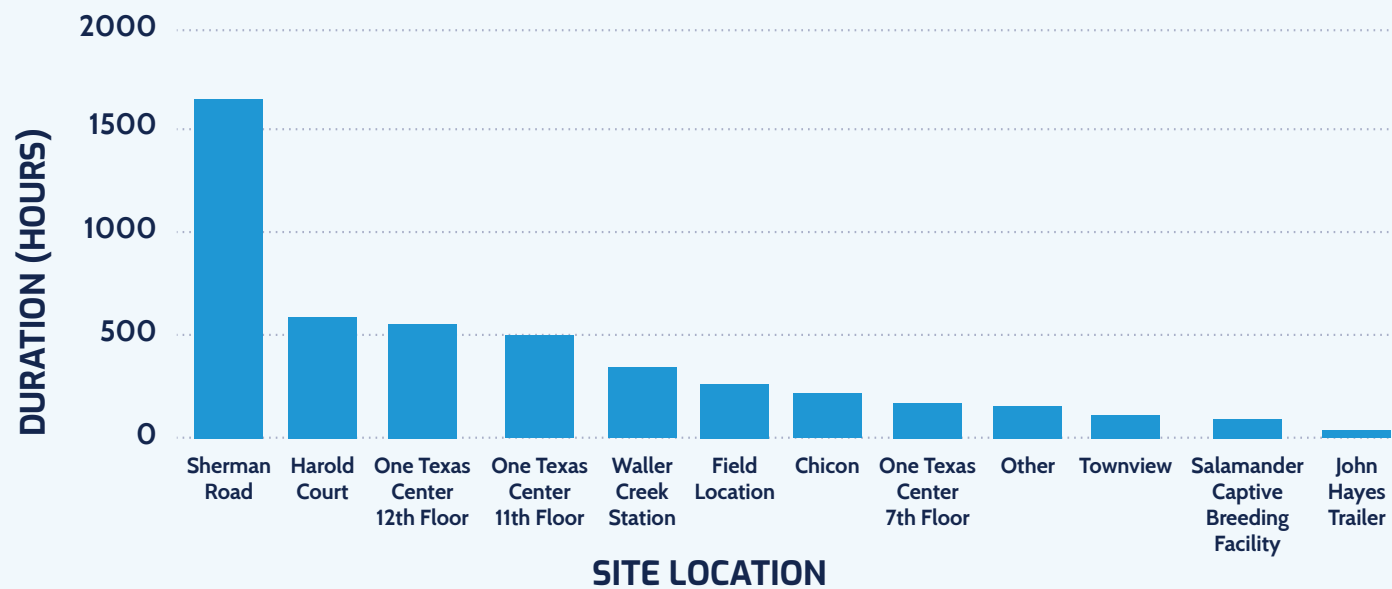 2000
1500
1000
500
0
DURATION (HOURS)
Sherman
Road
Harold
Court
One Texas
Center
12th Floor
One Texas
Center
11th Floor
Waller
Creek
Station
Field
Location
Chicon
One Texas
Center
7th Floor
Other
Townview
Salamander
Captive
Breeding
Facility
John
Hayes
Trailer
SITE LOCATION